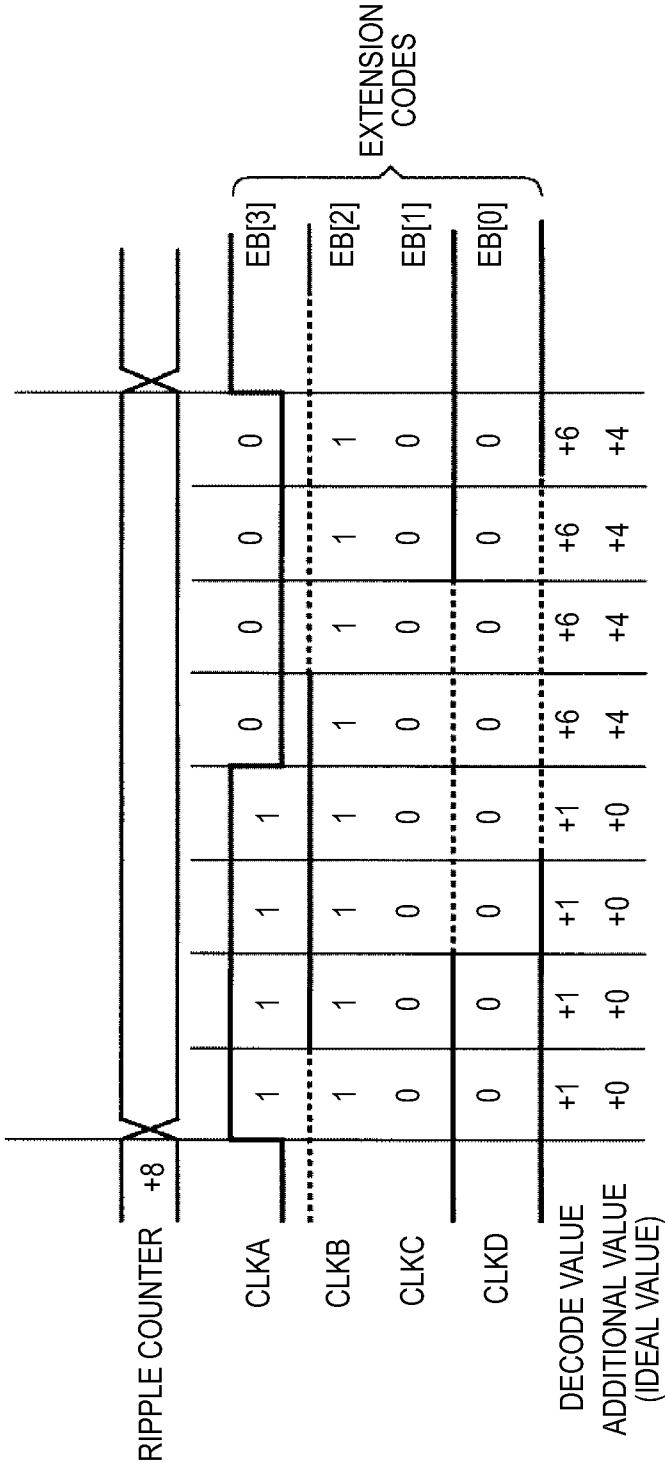 RIPPLE COUNTER +8
CLKA 1 1 1 1 0 0 0 0 EB[3]
CLKB 1 1 1 1 1 1 1 1 EB[2]
CLKC 0 0 0 0 0 0 0 0 EB[1]
CLKD 0 0 0 0 0 0 0 0 EB[0]
EXTENSION
CODES
DECODE VALUE +1 +1 +1 +1 +6 +6 +6 +6
ADDITIONAL VALUE +0 +0 +0 +0 +4 +4 +4 +4
(IDEAL VALUE)